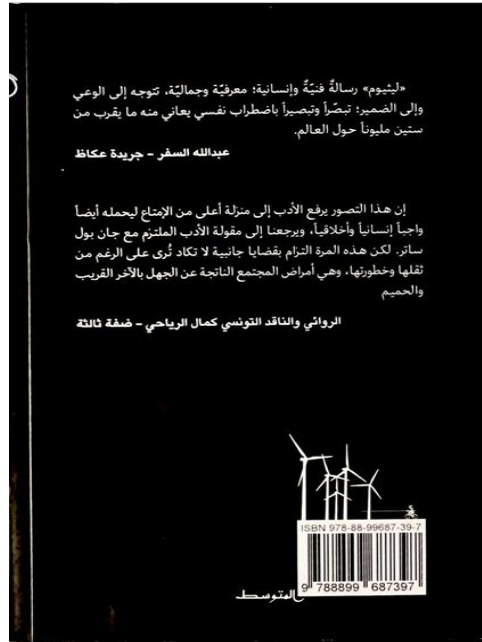 «ليثيوم» رسالةٌ فنيّةٌ وإنسانية؛ معرفيّة وجماليّة، تتوجه إلى الوعي
وإلى الضمير؛ تبصّراً وتبصيراً باضطراب نفسي يعاني منه ما يقرب من
ستين مليوناً حول العالم.
عبدالله السفر – جريدة عكاظ
إن هذا التصور يرفع الأدب إلى منزلة أعلى من الإمتاع ليحمله أيضاً
واجباً إنسانياً وأخلاقياً، ويرجعنا إلى مقولة الأدب الملتزم مع جان بول
ساتر. لكن هذه المرة التزام بقضايا جانبية لا تكاد تُرى على الرغم من
ثقلها وخطورتها، وهي أمراض المجتمع الناتجة عن الجهل بالآخر القريب
والحميم
الروائي والناقد التونسي كمال الرياحي – ضفة ثالثة
ISBN 978-88-99687-39-7
9 788899 687397
المتوسط